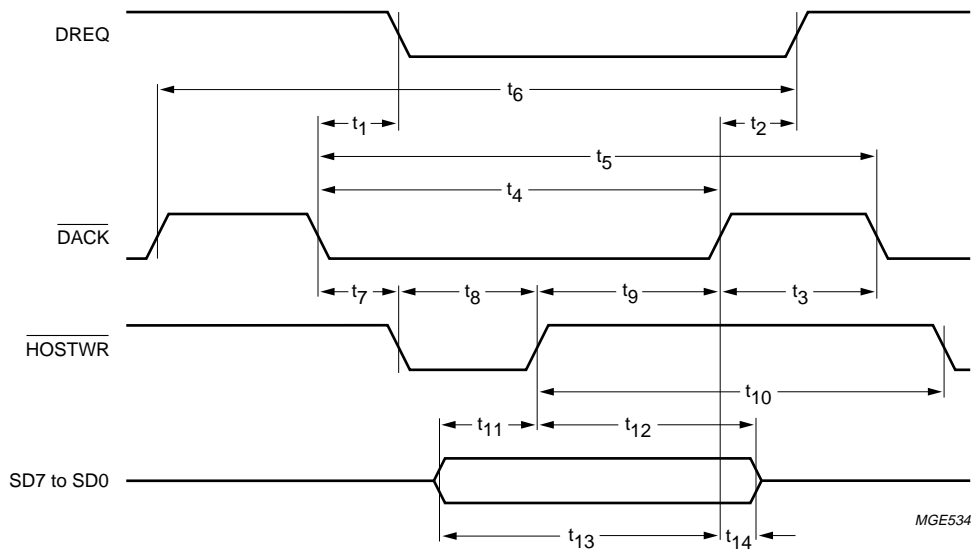 DREQ
t6
t1
t2
t5
t4
DACK
t7
t8
t9
t3
HOSTWR
t10
t11
t12
SD7 to SD0
MGE534
t13
t14